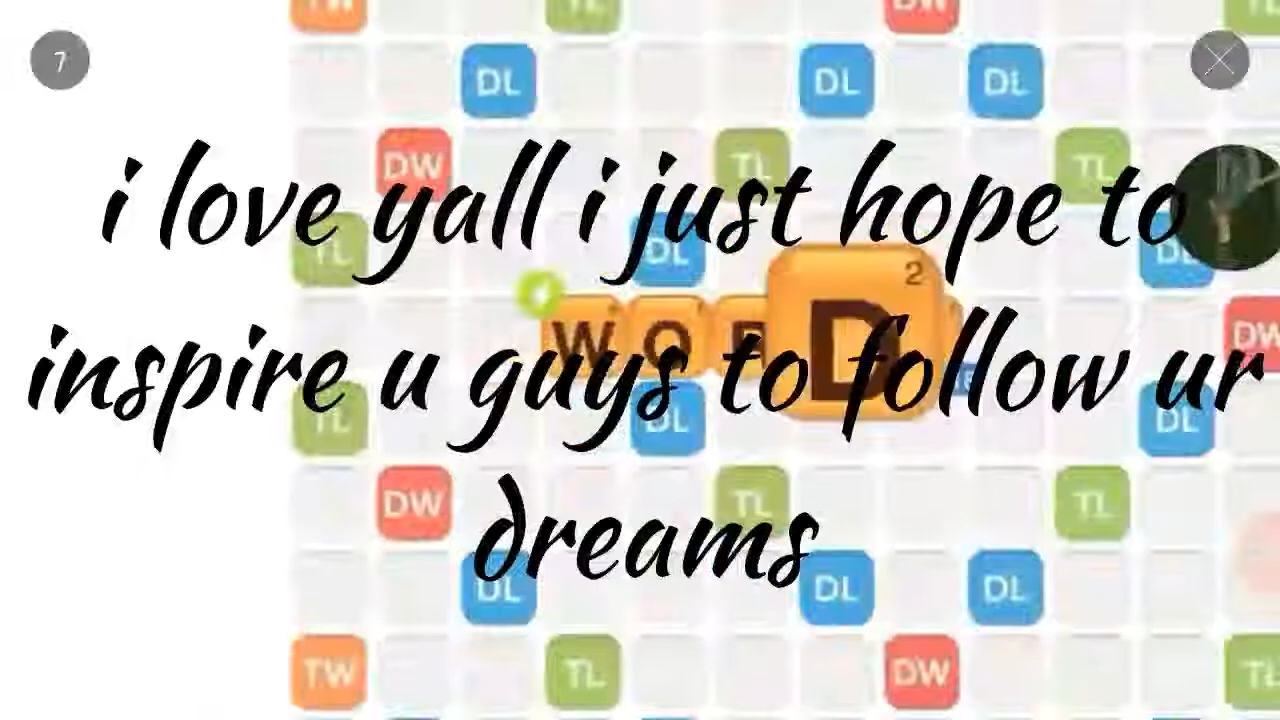 TW TL DW TL
7
DL DL DL
DW TL TL
i love yall i just hope to
TL DL DL
2
W O R D
DW
inspire u guys to follow ur
TL DL DL
DW TL TL
dreams
DL DL DL
TW TL DW TL